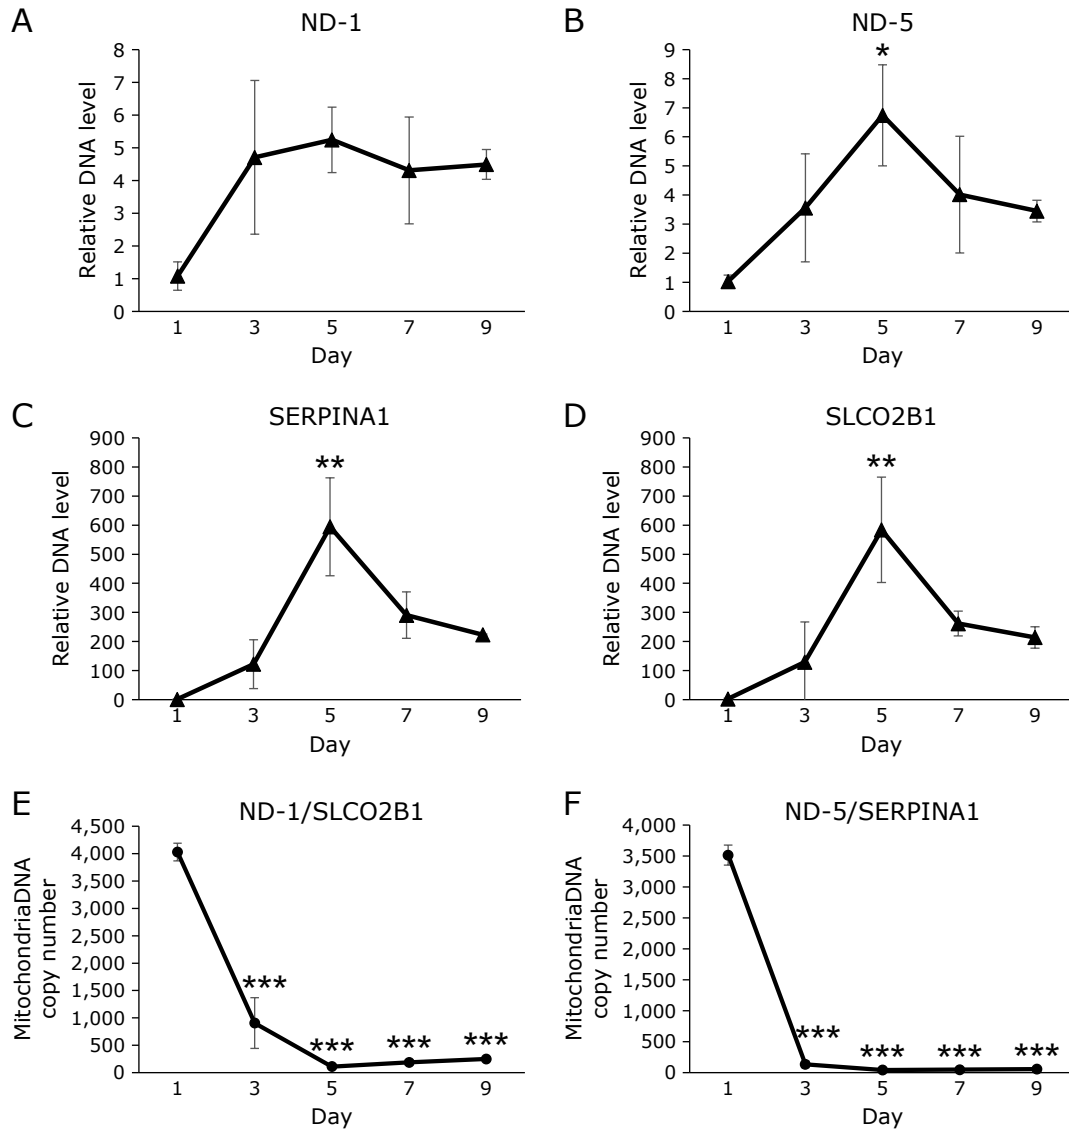 A
ND-1
Relative DNA level
8
7
6
5
4
3
2
1
0
1 3 5 7 9
Day
B
ND-5
Relative DNA level
9
8
7
6
5
4
3
2
1
0
*
1 3 5 7 9
Day
C
SERPINA1
Relative DNA level
900
800
700
600
500
400
300
200
100
0
**
1 3 5 7 9
Day
D
SLCO2B1
Relative DNA level
900
800
700
600
500
400
300
200
100
0
**
1 3 5 7 9
Day
E
ND-1/SLCO2B1
MitochondriaDNA
copy number
4,500
4,000
3,500
3,000
2,500
2,000
1,500
1,000
500
0
*** *** *** ***
1 3 5 7 9
Day
F
ND-5/SERPINA1
MitochondriaDNA
copy number
4,000
3,500
3,000
2,500
2,000
1,500
1,000
500
0
*** *** *** ***
1 3 5 7 9
Day